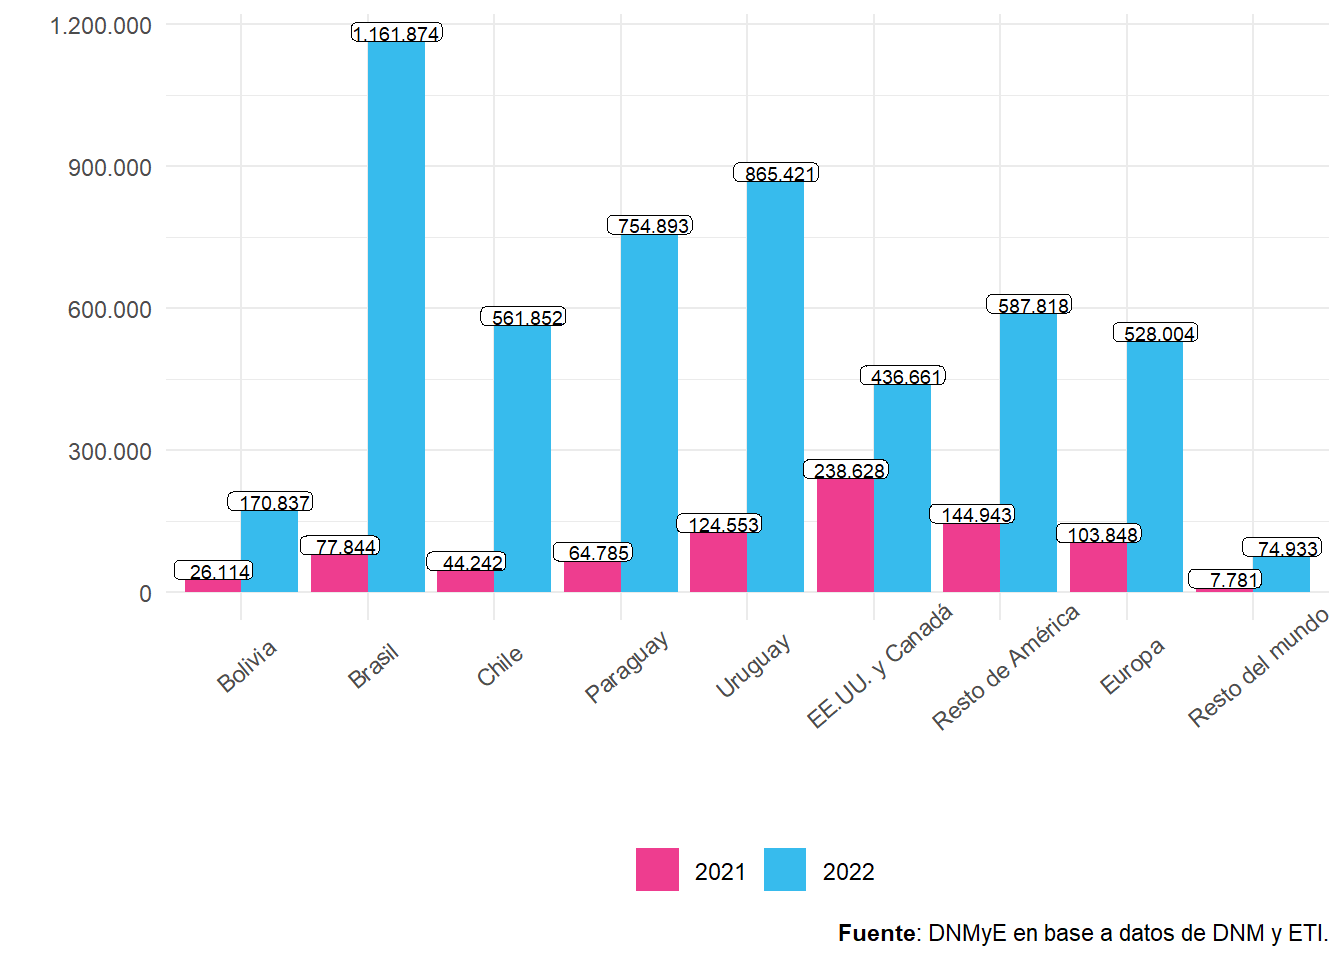 1.200.000
900.000
600.000
300.000
0
1.161.874
865.421
754.893
587.818
561.852
528.004
436.661
238.628
170.837
144.943
124.553
103.848
77.844
74.933
64.785
44.242
26.114
7.781
Bolivia
Brasil
Chile
Paraguay
Uruguay
EE.UU. y Canadá
Resto de América
Europa
Resto del mundo
2021 2022
Fuente: DNMyE en base a datos de DNM y ETI.